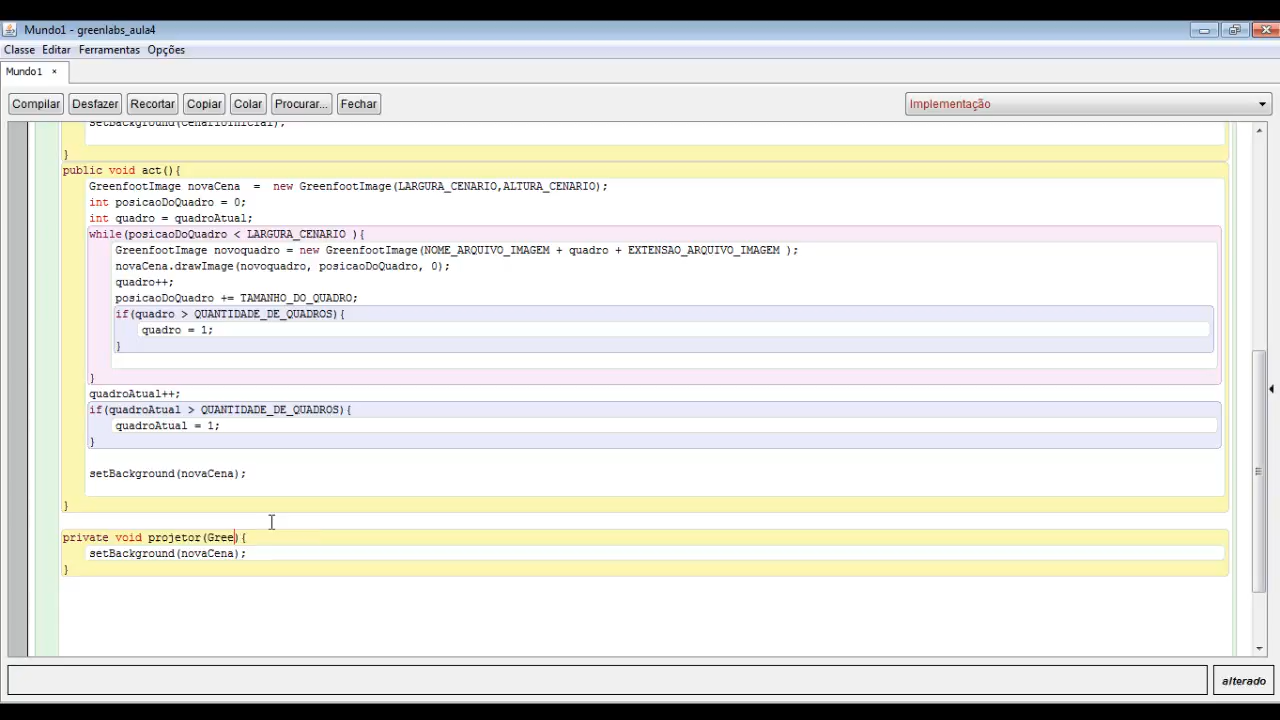 Mundo1 - greenlabs_aula4
Classe Editar Ferramentas Opções
Mundo1 ×
Compilar Desfazer Recortar Copiar Colar Procurar... Fechar Implementação
setBackground(cenarioInicial);
}
public void act(){
GreenfootImage novaCena = new GreenfootImage(LARGURA_CENARIO,ALTURA_CENARIO);
int posicaoDoQuadro = 0;
int quadro = quadroAtual;
while(posicaoDoQuadro < LARGURA_CENARIO ){
GreenfootImage novoquadro = new GreenfootImage(NOME_ARQUIVO_IMAGEM + quadro + EXTENSAO_ARQUIVO_IMAGEM );
novaCena.drawImage(novoquadro, posicaoDoQuadro, 0);
quadro++;
posicaoDoQuadro += TAMANHO_DO_QUADRO;
if(quadro > QUANTIDADE_DE_QUADROS){
quadro = 1;
}
}
quadroAtual++;
if(quadroAtual > QUANTIDADE_DE_QUADROS){
quadroAtual = 1;
}
setBackground(novaCena);
}
private void projetor(Gree){
setBackground(novaCena);
}
alterado